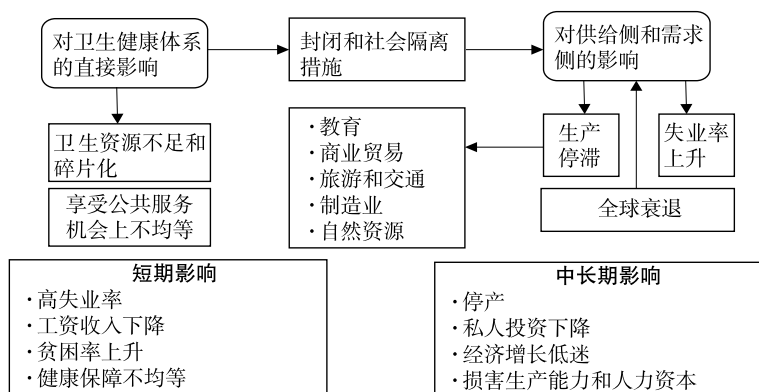 对卫生健康体系
的直接影响
封闭和社会隔离
措施
对供给侧和需求
侧的影响
卫生资源不足和
碎片化
享受公共服务
机会上不均等
·教育
·商业贸易
·旅游和交通
·制造业
·自然资源
生产
停滞
失业率
上升
全球衰退
短期影响
·高失业率
·工资收入下降
·贫困率上升
·健康保障不均等
中长期影响
·停产
·私人投资下降
·经济增长低迷
·损害生产能力和人力资本